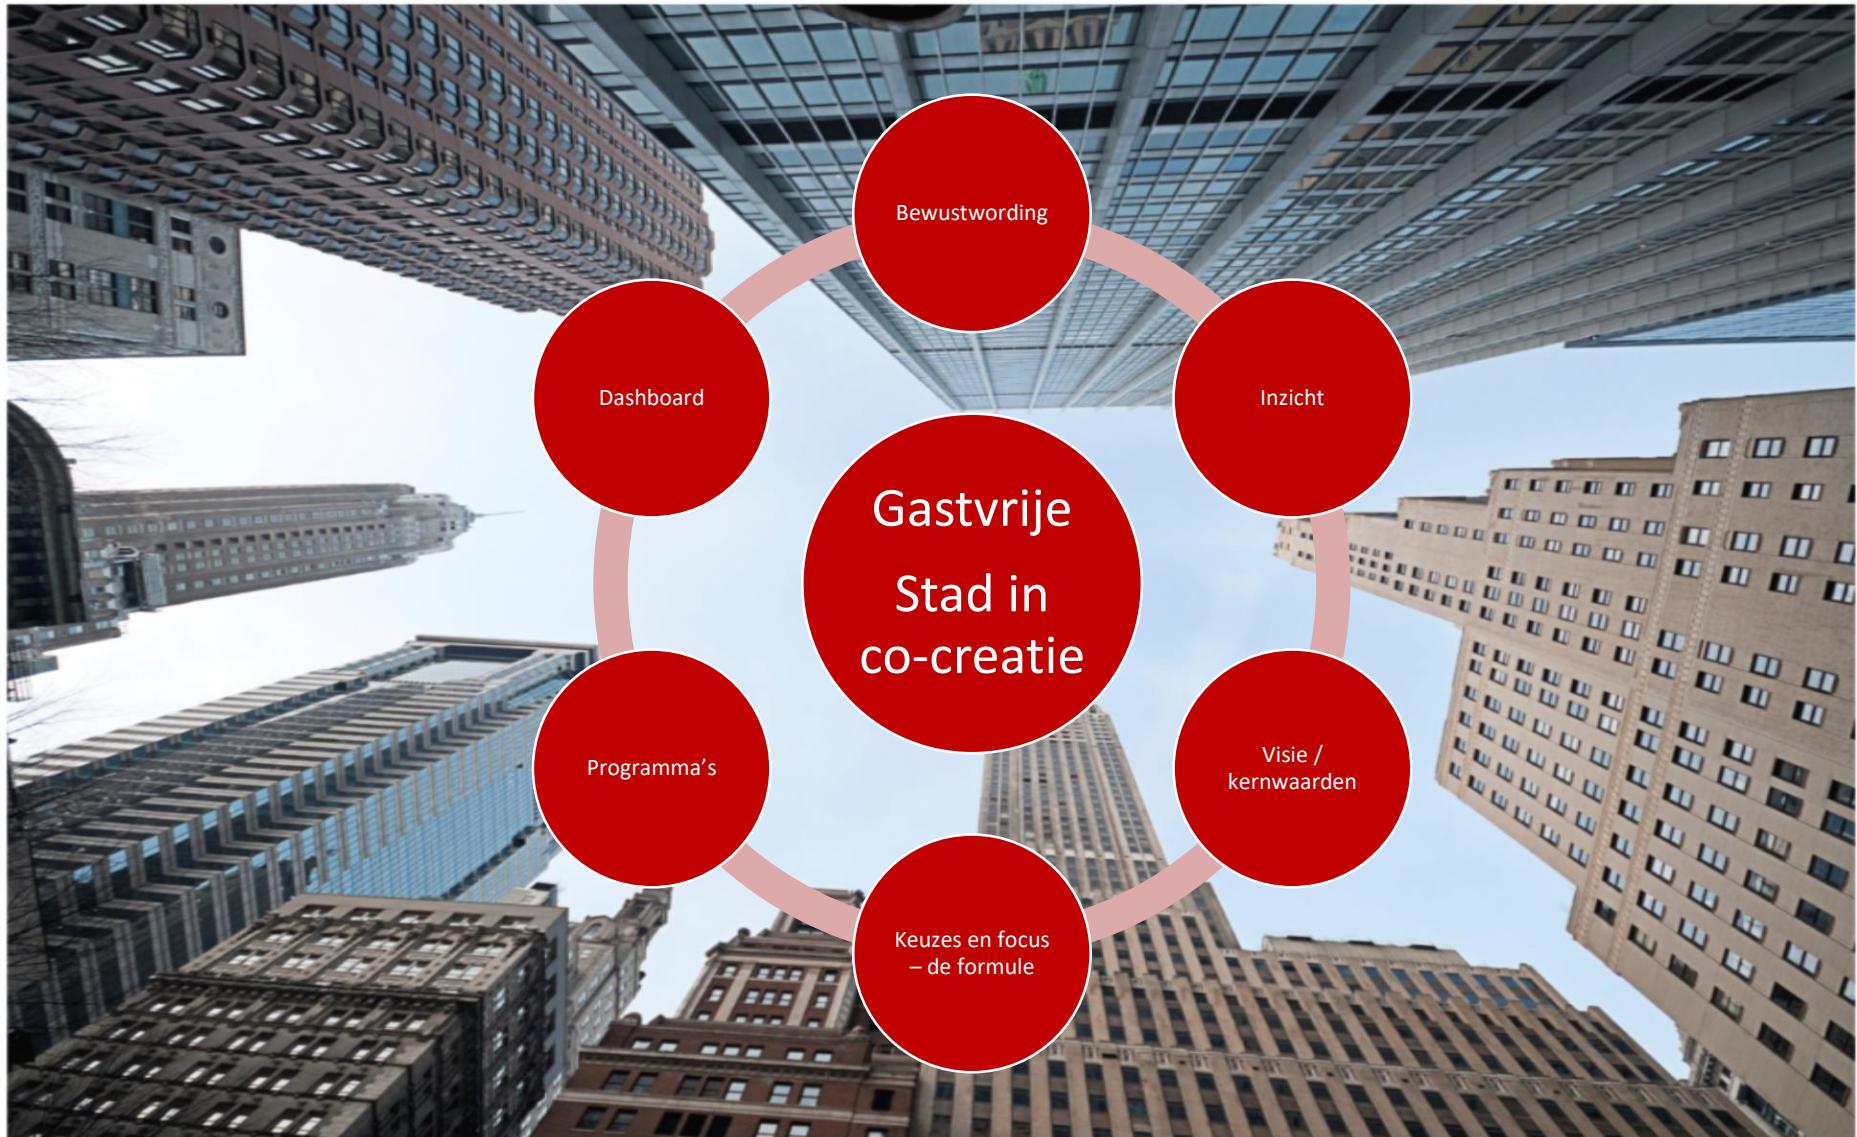 Bewustwording
Inzicht
Visie /
kernwaarden
Keuzes en focus
– de formule
Programma’s
Dashboard
Gastvrije
Stad in
co-creatie